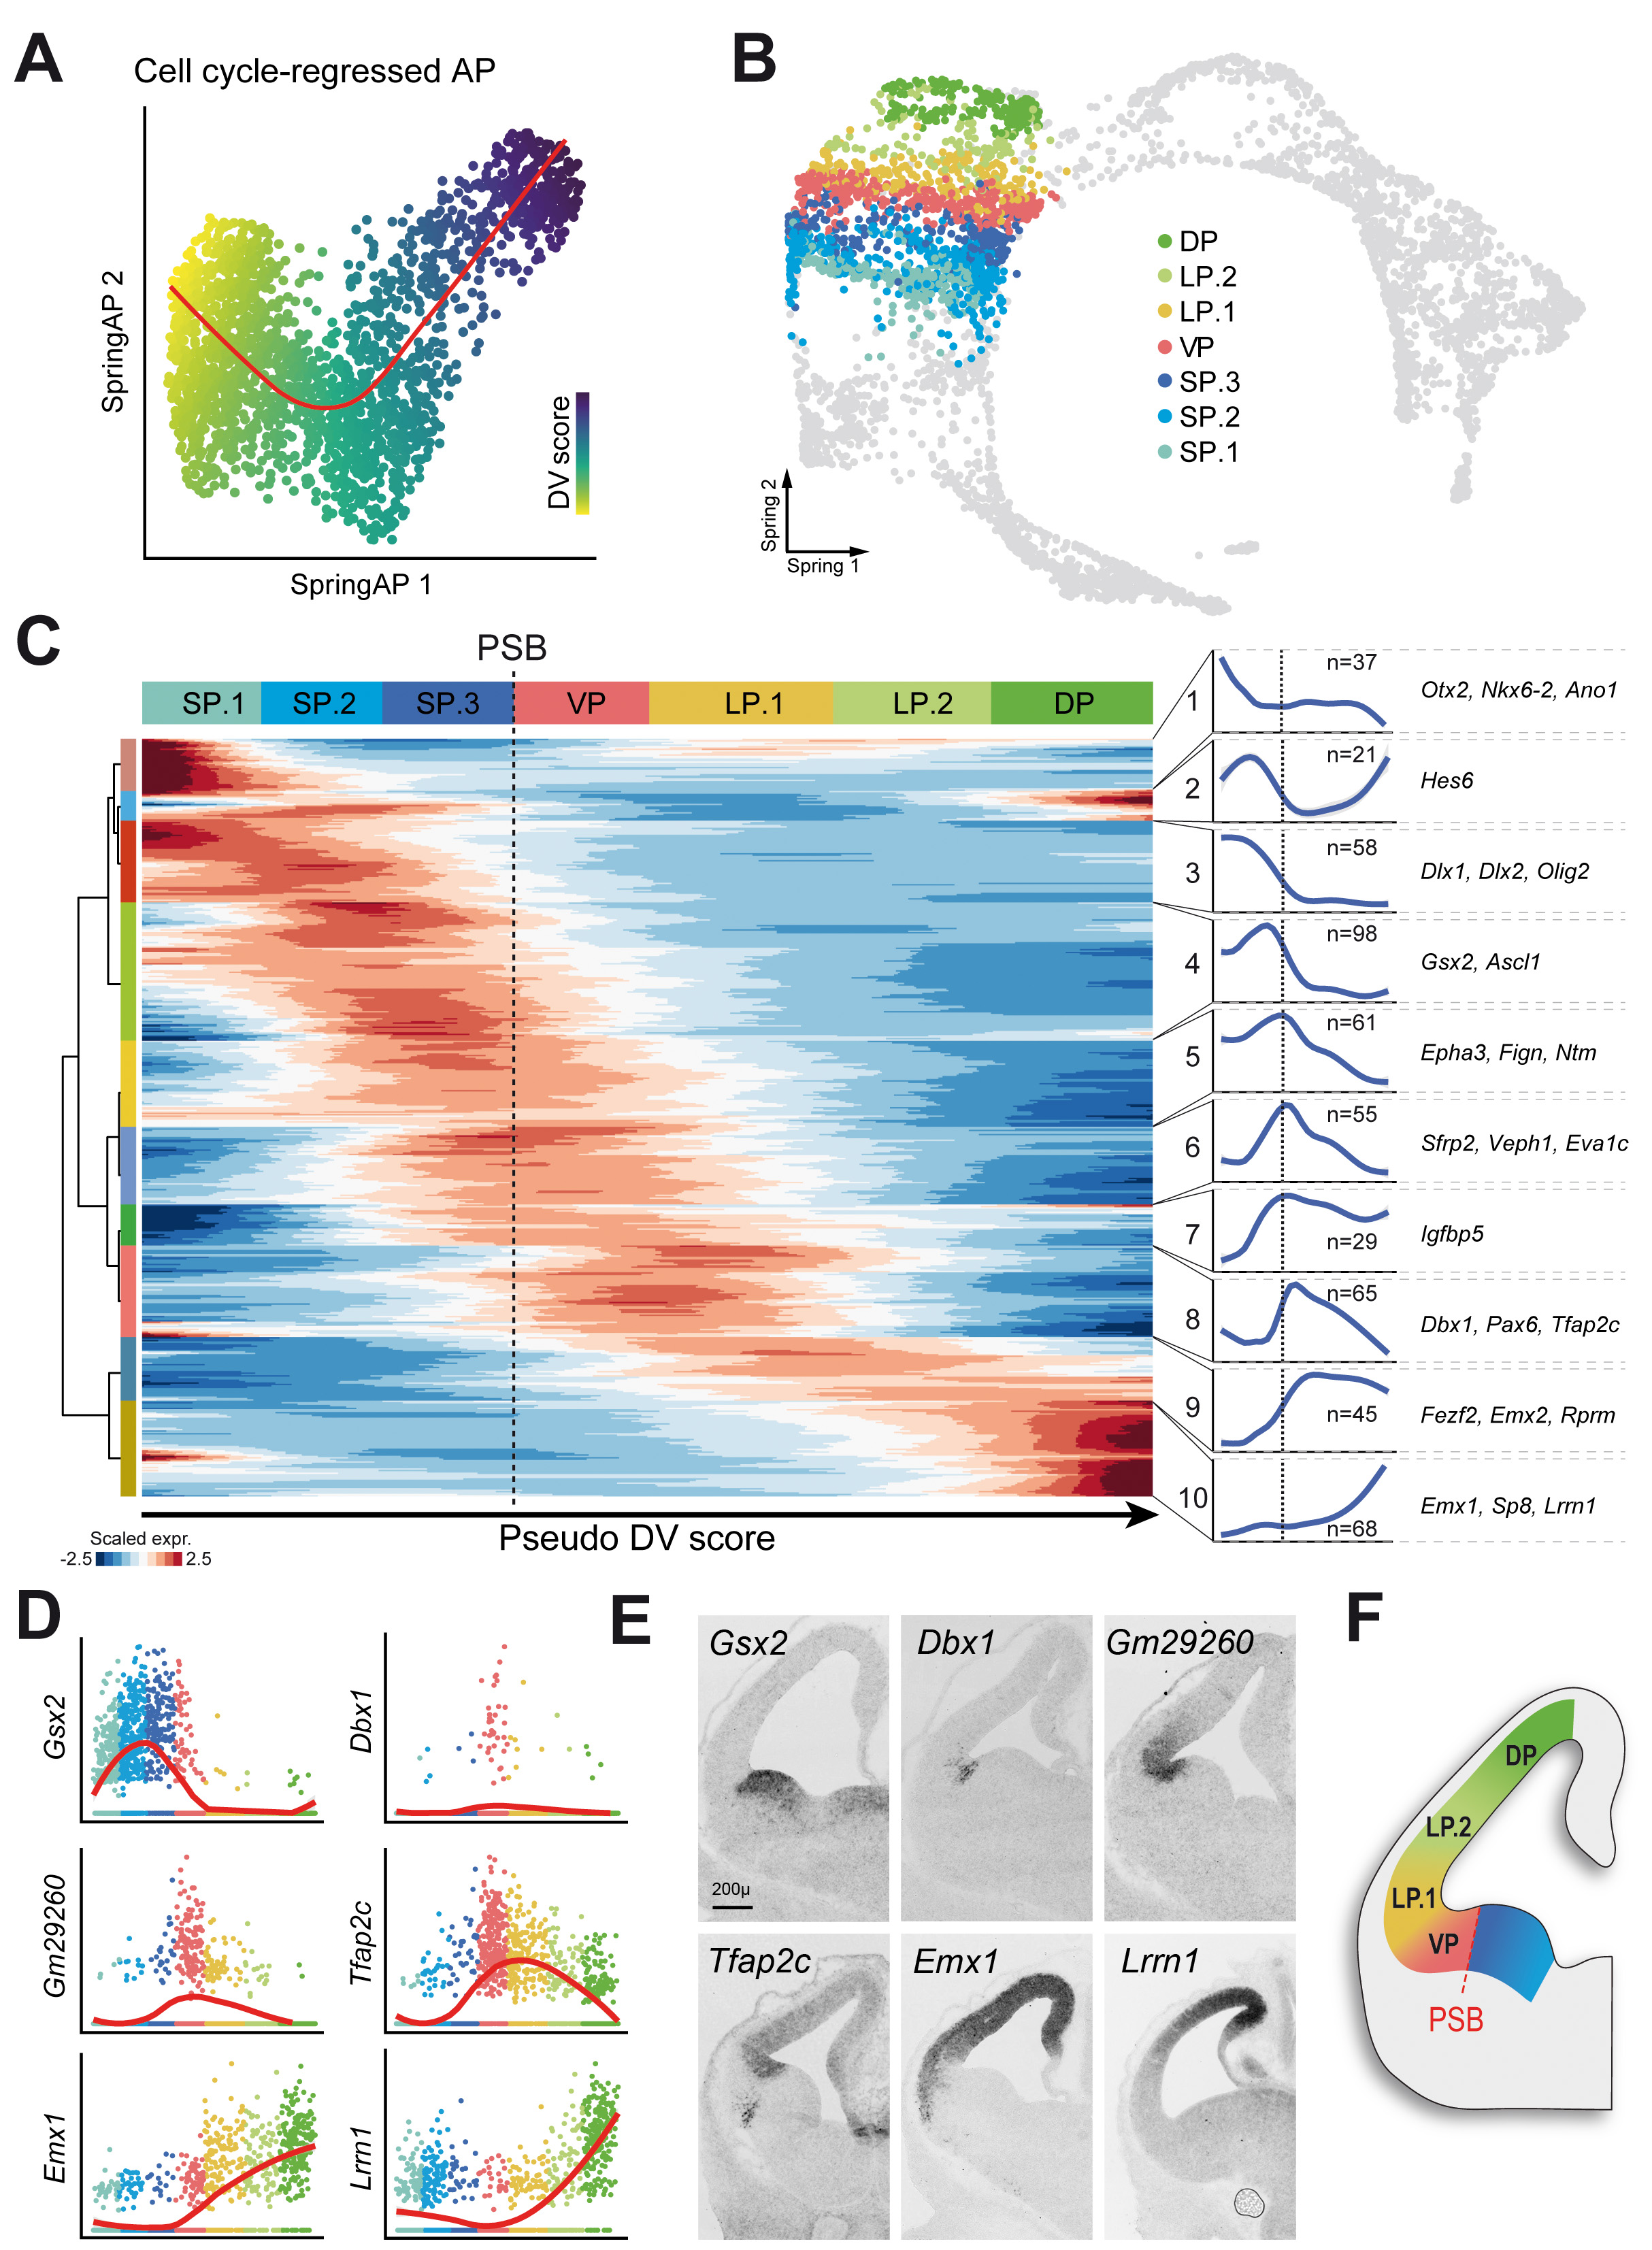 A
Cell cycle-regressed AP
SpringAP 2
SpringAP 1
DV score
B
DP
LP.2
LP.1
VP
SP.3
SP.2
SP.1
Spring 2
Spring 1
C
PSB
SP.1 SP.2 SP.3 VP LP.1 LP.2 DP
1 n=37 Otx2, Nkx6-2, Ano1
2 n=21 Hes6
3 n=58 Dlx1, Dlx2, Olig2
4 n=98 Gsx2, Ascl1
5 n=61 Epha3, Fign, Ntm
6 n=55 Sfrp2, Veph1, Eva1c
7 n=29 Igfbp5
8 n=65 Dbx1, Pax6, Tfap2c
9 n=45 Fezf2, Emx2, Rprm
10 n=68 Emx1, Sp8, Lrrn1
Pseudo DV score
Scaled expr.
-2.5 2.5
D
Gsx2
Dbx1
Gm29260
Tfap2c
Emx1
Lrrn1
E
Gsx2
Dbx1
Gm29260
200µ
Tfap2c
Emx1
Lrrn1
F
DP
LP.2
LP.1
VP
PSB